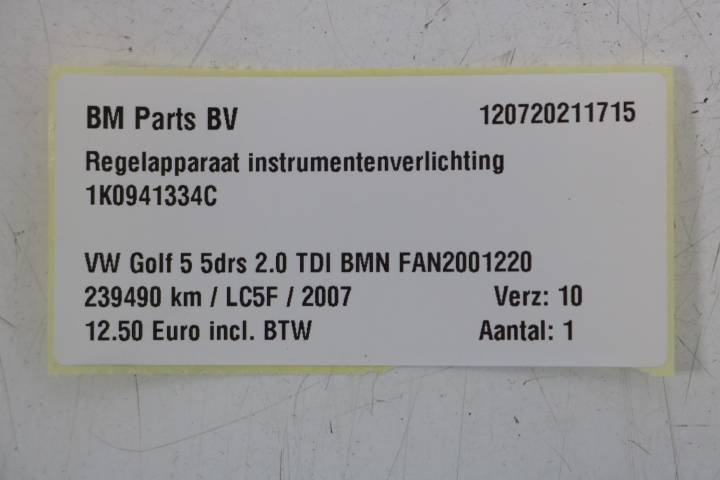 BM Parts BV 120720211715
Regelapparaat instrumentenverlichting
1K0941334C
VW Golf 5 5drs 2.0 TDI BMN FAN2001220
239490 km / LC5F / 2007 Verz: 10
12.50 Euro incl. BTW Aantal: 1